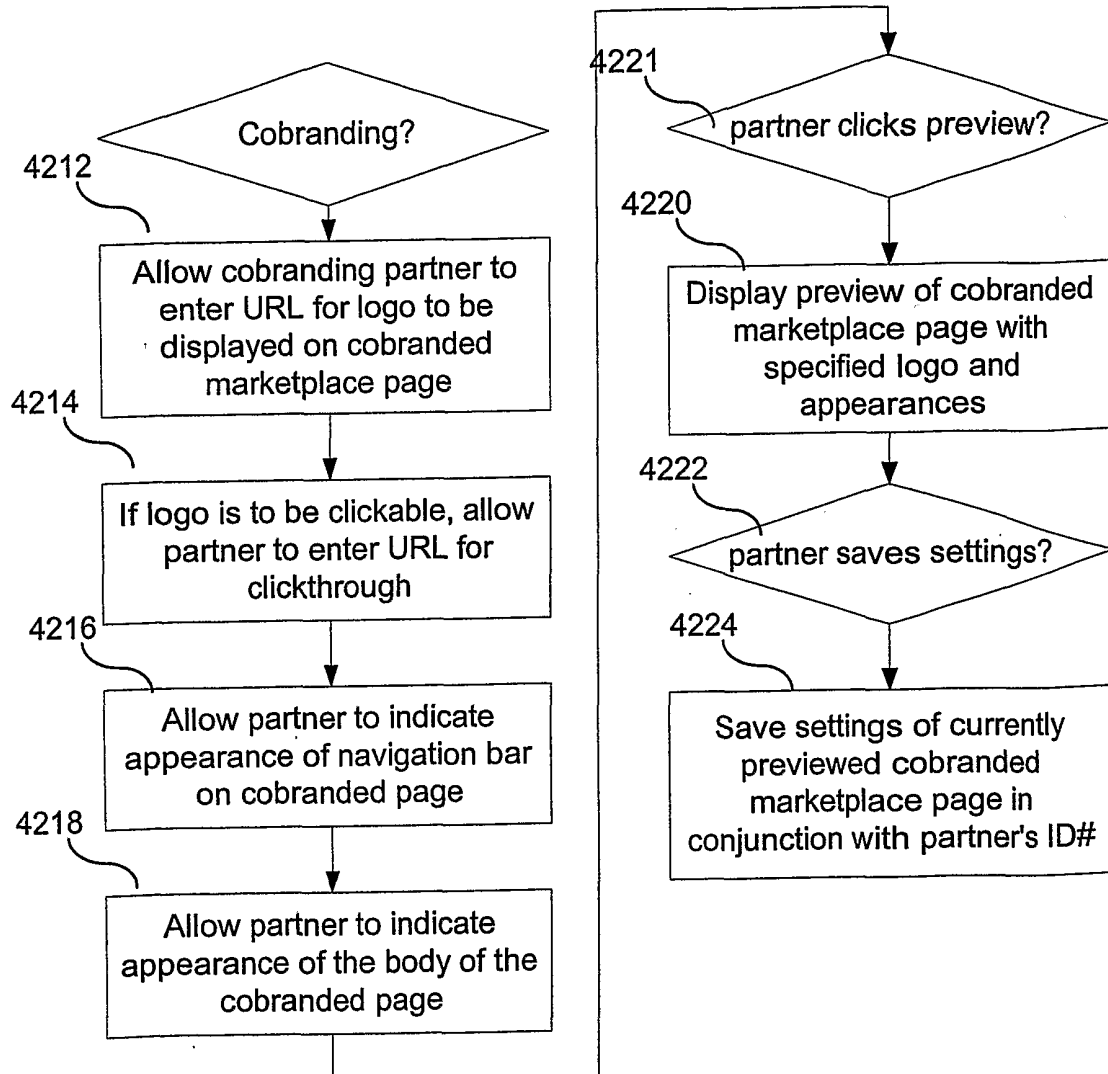 Cobranding?
4212
Allow cobranding partner to
enter URL for logo to be
displayed on cobranded
marketplace page
4214
If logo is to be clickable, allow
partner to enter URL for
clickthrough
4216
Allow partner to indicate
appearance of navigation bar
on cobranded page
4218
Allow partner to indicate
appearance of the body of the
cobranded page
4221
partner clicks preview?
4220
Display preview of cobranded
marketplace page with
specified logo and
appearances
4222
partner saves settings?
4224
Save settings of currently
previewed cobranded
marketplace page in
conjunction with partner's ID#